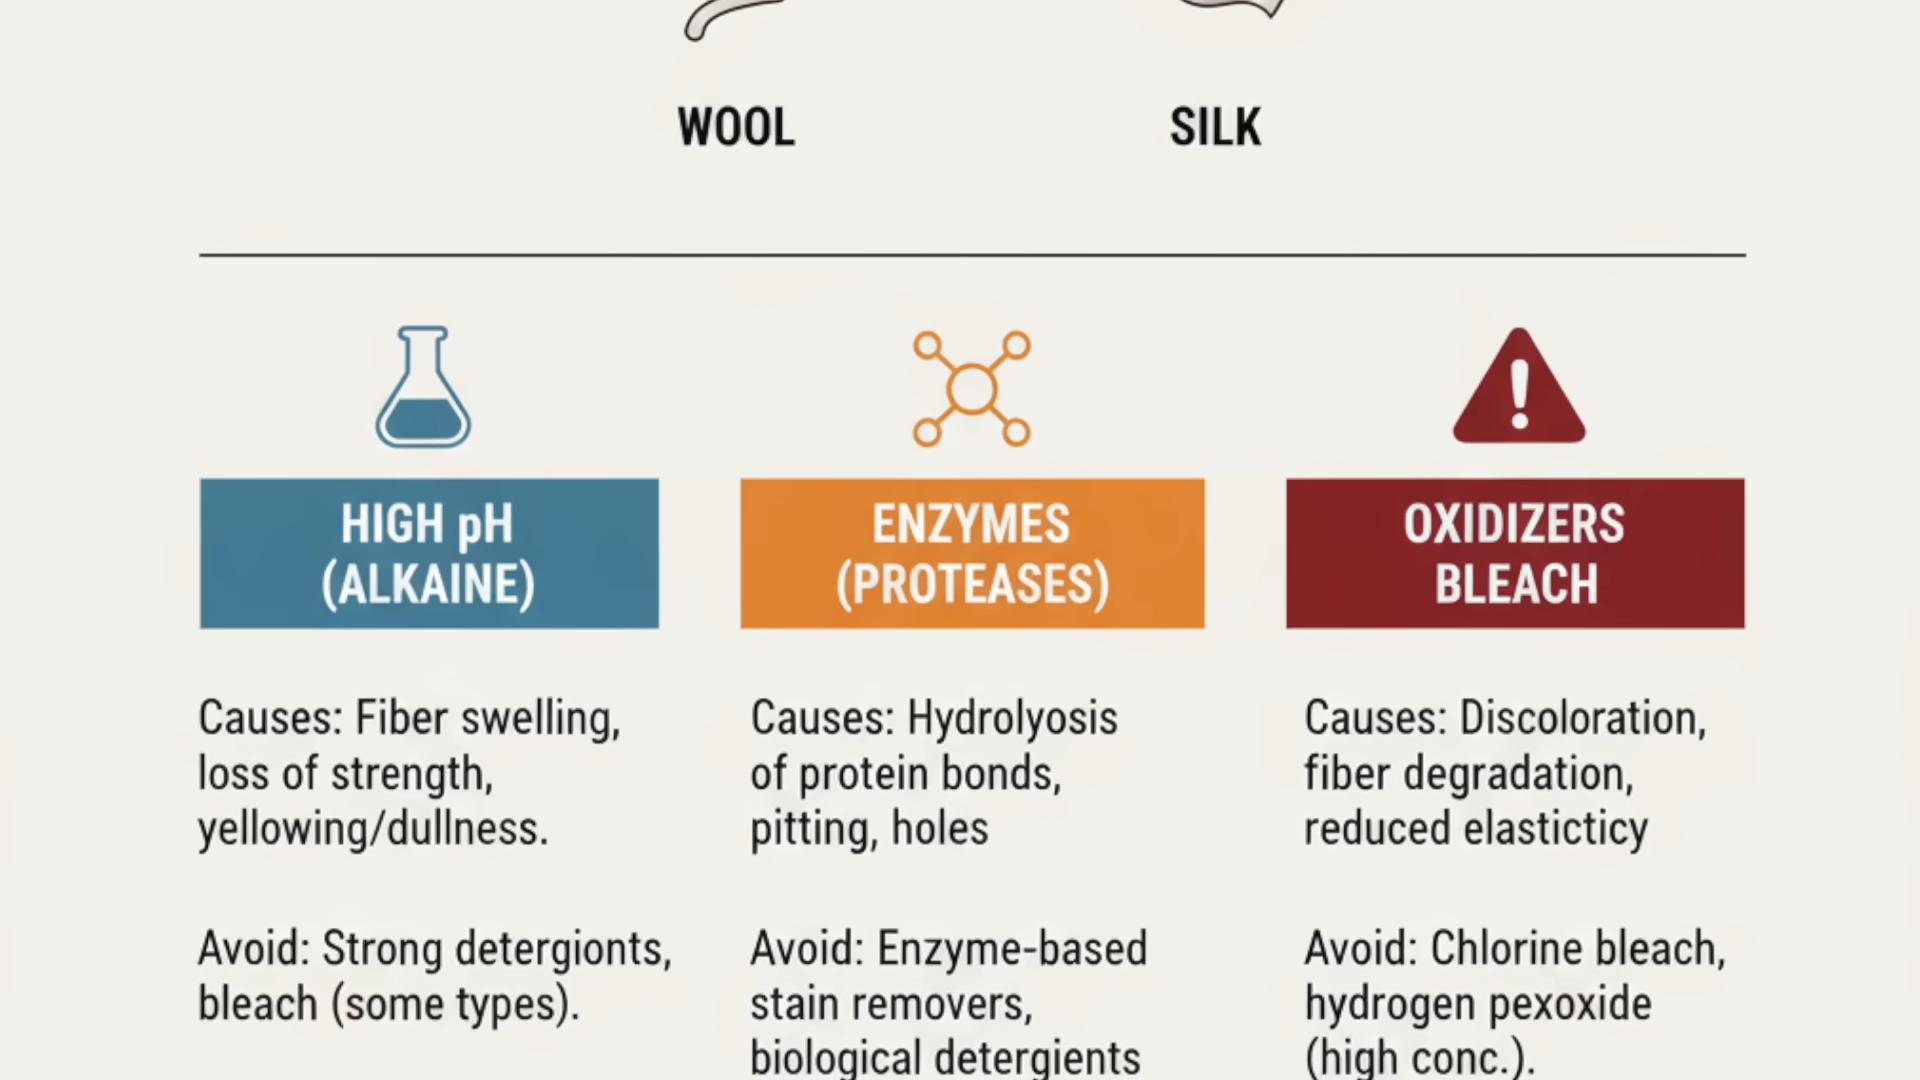 WOOL
SILK
HIGH pH
(ALKAINE)
Causes: Fiber swelling,
loss of strength,
yellowing/dullness.
Avoid: Strong detergionts,
bleach (some types).
ENZYMES
(PROTEASES)
Causes: Hydrolyosis
of protein bonds,
pitting, holes
Avoid: Enzyme-based
stain removers,
biological detergients
OXIDIZERS
BLEACH
Causes: Discoloration,
fiber degradation,
reduced elasticticy
Avoid: Chlorine bleach,
hydrogen pexoxide
(high conc.).